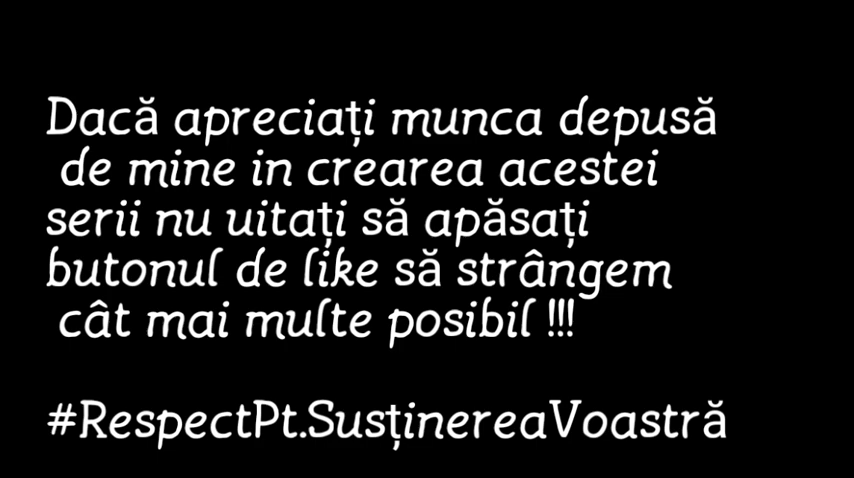 Dacă apreciați munca depusă
de mine in crearea acestei
serii nu uitați să apăsați
butonul de like să strângem
cât mai multe posibil !!!
#RespectPt.SusținereaVoastră